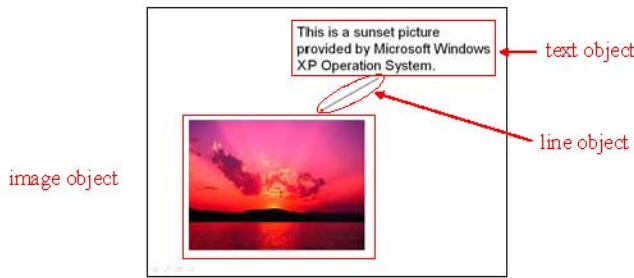 This is a sunset picture
provided by Microsoft Windows
XP Operation System.
text object
line object
image object